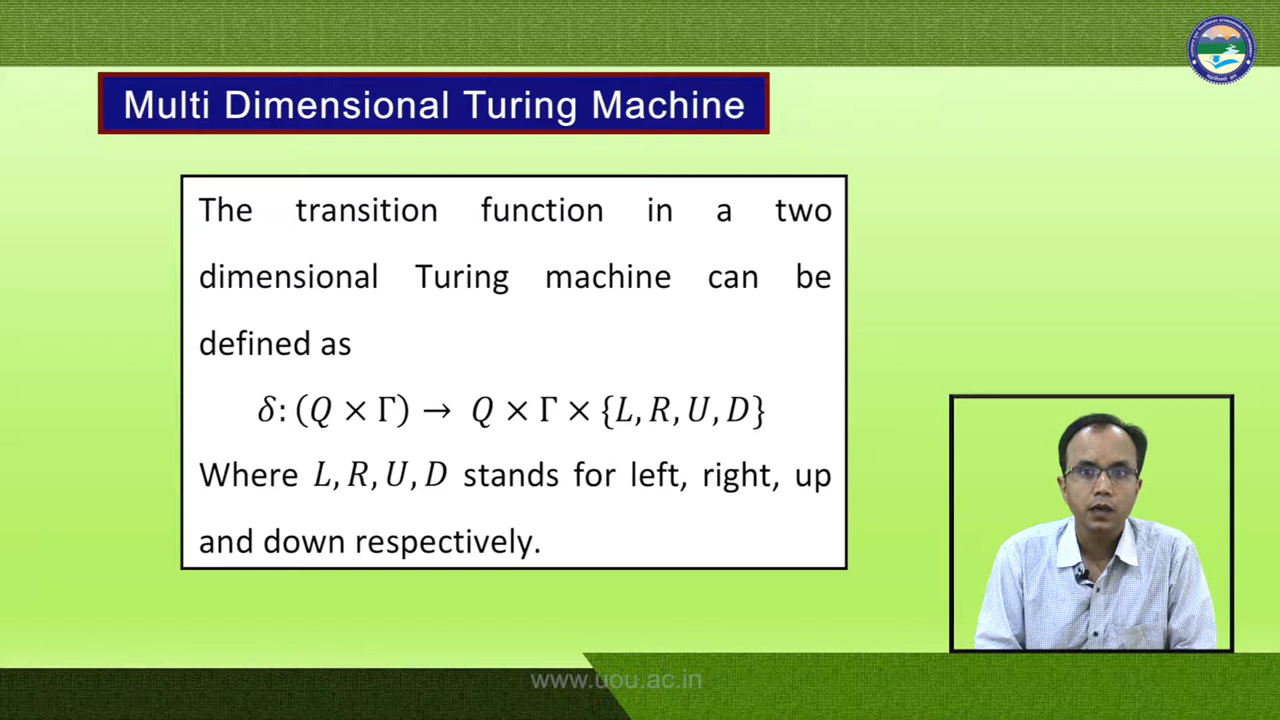 Multi Dimensional Turing Machine
The transition function in a two
dimensional Turing machine can be
defined as
δ: (Q × Γ) → Q × Γ × {L, R, U, D}
Where L, R, U, D stands for left, right, up
and down respectively.
www.uou.ac.in